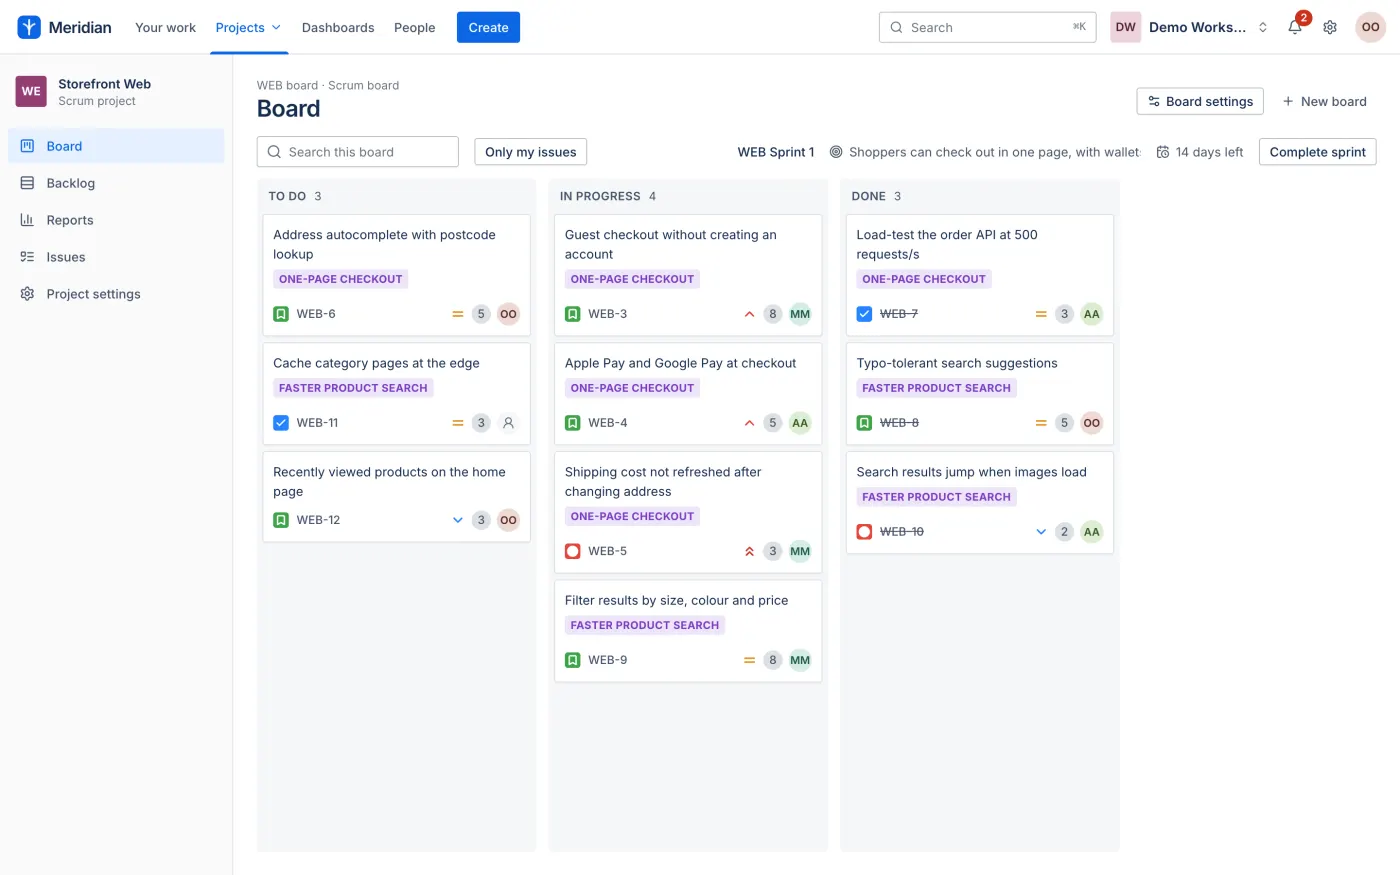 Meridian
Your work
Projects
Dashboards
People
Create
Search
⌘K
DW
Demo Works...
2
OO
WE
Storefront Web
Scrum project
Board
Backlog
Reports
Issues
Project settings
WEB board · Scrum board
Board
Board settings
New board
Search this board
Only my issues
WEB Sprint 1
Shoppers can check out in one page, with wallet
14 days left
Complete sprint
TO DO 3
Address autocomplete with postcode
lookup
ONE-PAGE CHECKOUT
WEB-6
5
OO
Cache category pages at the edge
FASTER PRODUCT SEARCH
WEB-11
3
Recently viewed products on the home
page
WEB-12
3
OO
IN PROGRESS 4
Guest checkout without creating an
account
ONE-PAGE CHECKOUT
WEB-3
8
MM
Apple Pay and Google Pay at checkout
ONE-PAGE CHECKOUT
WEB-4
5
AA
Shipping cost not refreshed after
changing address
ONE-PAGE CHECKOUT
WEB-5
3
MM
Filter results by size, colour and price
FASTER PRODUCT SEARCH
WEB-9
8
MM
DONE 3
Load-test the order API at 500
requests/s
ONE-PAGE CHECKOUT
WEB-7
3
AA
Typo-tolerant search suggestions
FASTER PRODUCT SEARCH
WEB-8
5
OO
Search results jump when images load
FASTER PRODUCT SEARCH
WEB-10
2
AA